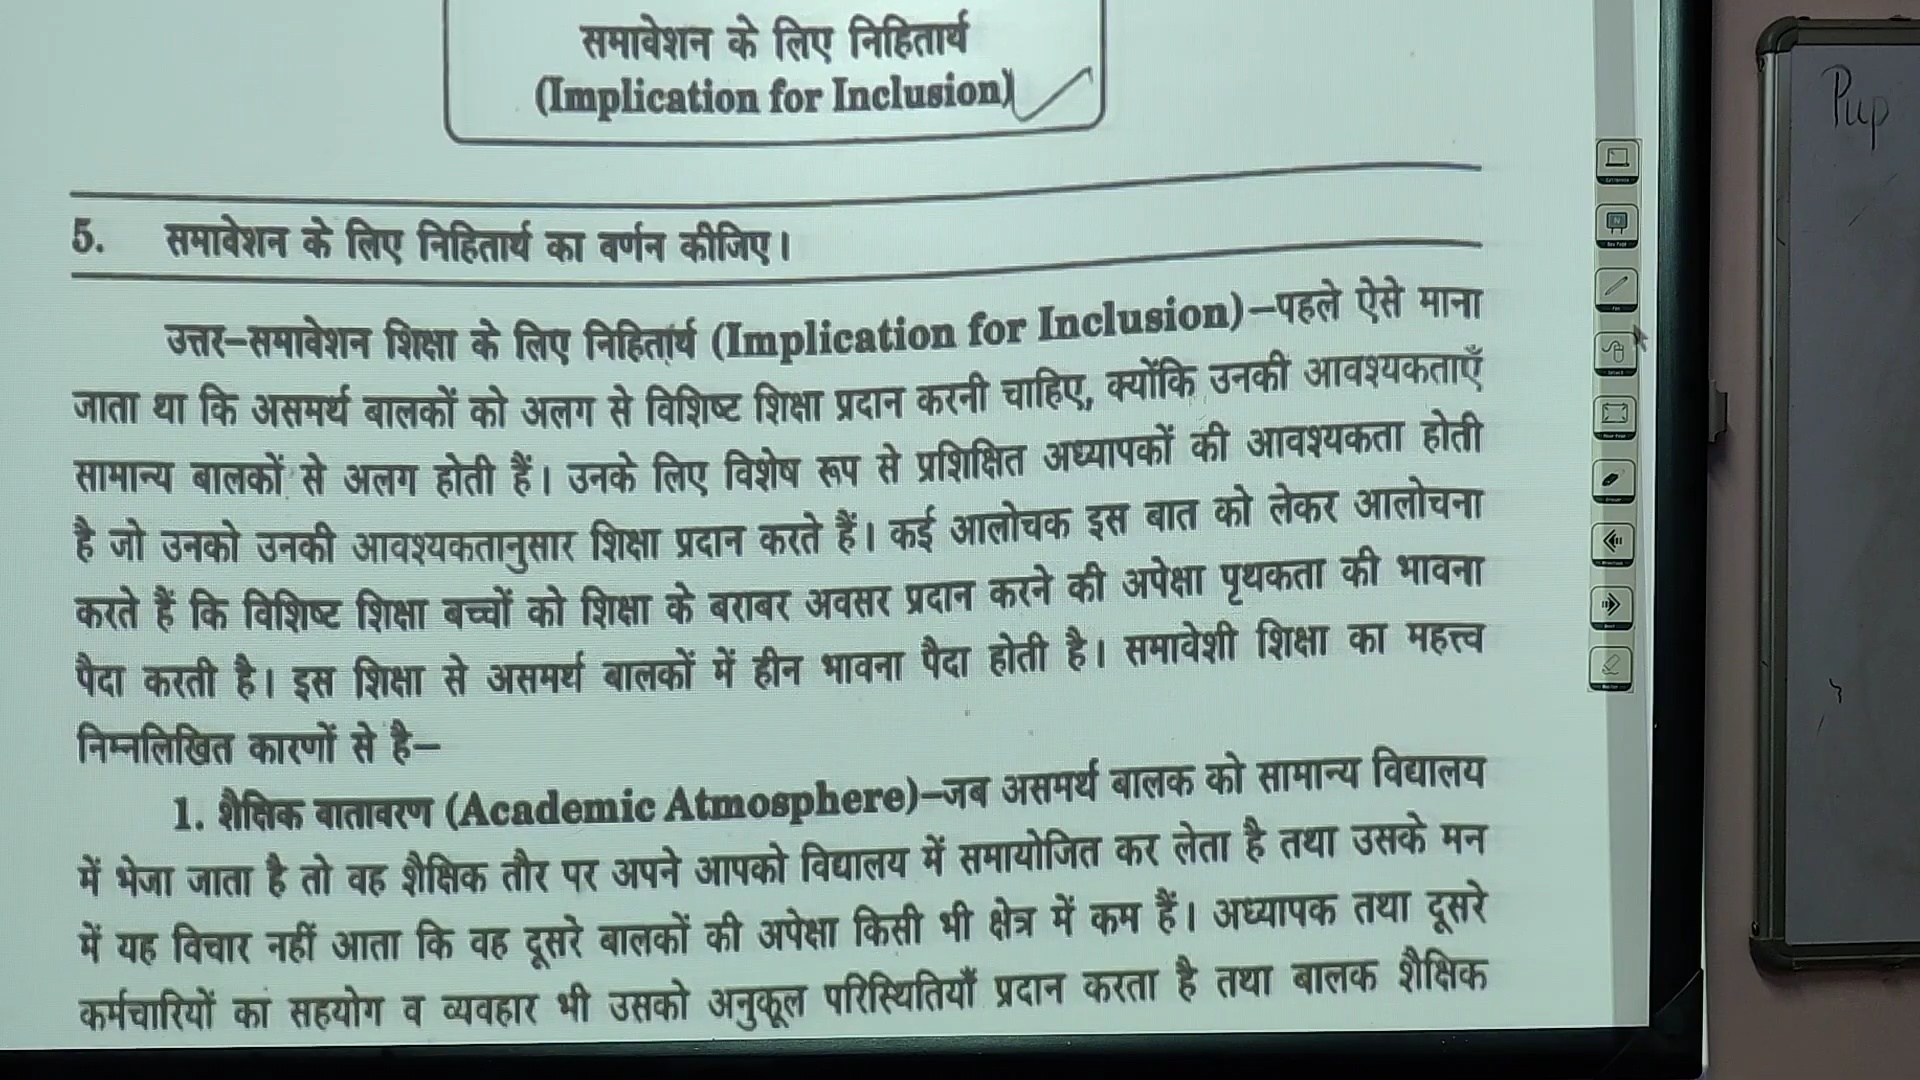 समावेशन के लिए निहितार्थ
(Implication for Inclusion)
5. समावेशन के लिए निहितार्थ का वर्णन कीजिए।
उत्तर–समावेशन शिक्षा के लिए निहितार्थ (Implication for Inclusion)–पहले ऐसे माना
जाता था कि असमर्थ बालकों को अलग से विशिष्ट शिक्षा प्रदान करनी चाहिए, क्योंकि उनकी आवश्यकताएँ
सामान्य बालकों से अलग होती हैं। उनके लिए विशेष रूप से प्रशिक्षित अध्यापकों की आवश्यकता होती
है जो उनको उनकी आवश्यकतानुसार शिक्षा प्रदान करते हैं। कई आलोचक इस बात को लेकर आलोचना
करते हैं कि विशिष्ट शिक्षा बच्चों को शिक्षा के बराबर अवसर प्रदान करने की अपेक्षा पृथकता की भावना
पैदा करती है। इस शिक्षा से असमर्थ बालकों में हीन भावना पैदा होती है। समावेशी शिक्षा का महत्त्व
निम्नलिखित कारणों से है–
1. शैक्षिक वातावरण (Academic Atmosphere)–जब असमर्थ बालक को सामान्य विद्यालय
में भेजा जाता है तो वह शैक्षिक तौर पर अपने आपको विद्यालय में समायोजित कर लेता है तथा उसके मन
में यह विचार नहीं आता कि वह दूसरे बालकों की अपेक्षा किसी भी क्षेत्र में कम हैं। अध्यापक तथा दूसरे
कर्मचारियों का सहयोग व व्यवहार भी उसको अनुकूल परिस्थितियाँ प्रदान करता है तथा बालक शैक्षिक
Pup